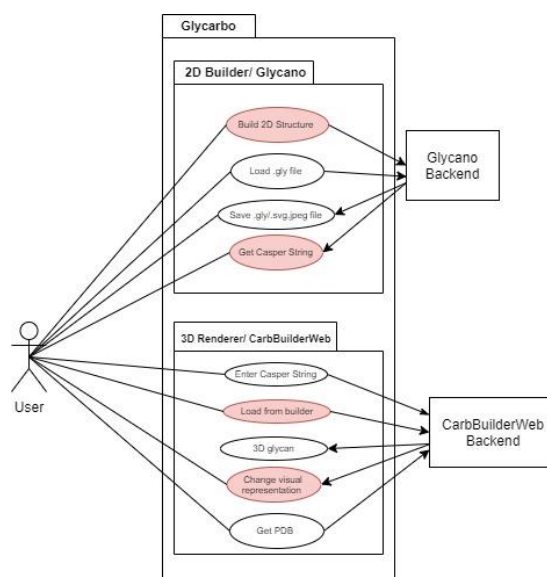 Glycarbo
2D Builder/ Glycano
Build 2D Structure
Load .gly file
Save .gly/.svg.jpeg file
Get Casper String
Glycano
Backend
3D Renderer/ CarbBuilderWeb
Enter Casper String
Load from builder
3D glycan
Change visual
representation
Get PDB
User
CarbBuilderWeb
Backend